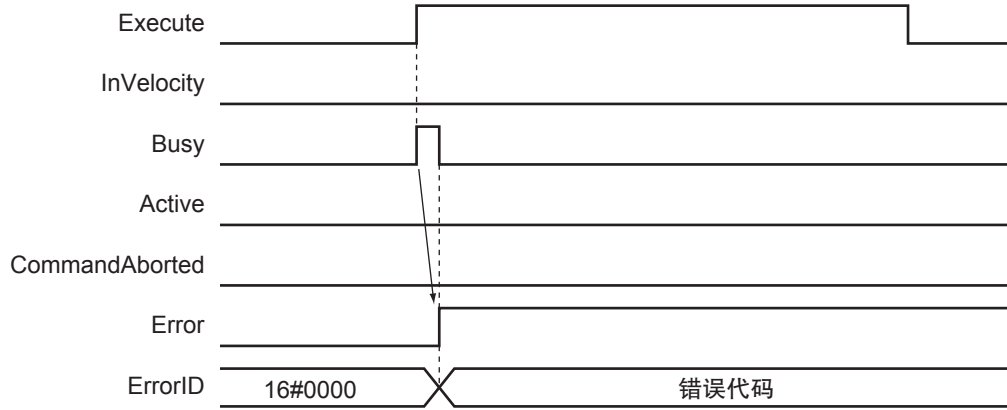 Execute
InVelocity
Busy
Active
CommandAborted
Error
ErrorID 16#0000 错误代码